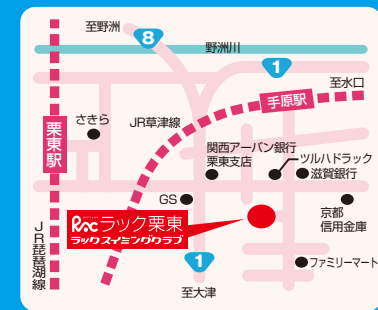 至野洲
8
野洲川
1
至水口
手原駅
栗東駅
さきら
JR草津線
関西アーバン銀行
栗東支店
ツルハドラック
滋賀銀行
GS
京都
信用金庫
Rac ラック栗東
ラックスイミングクラブ
JR琵琶湖線
1
ファミリーマート
至大津